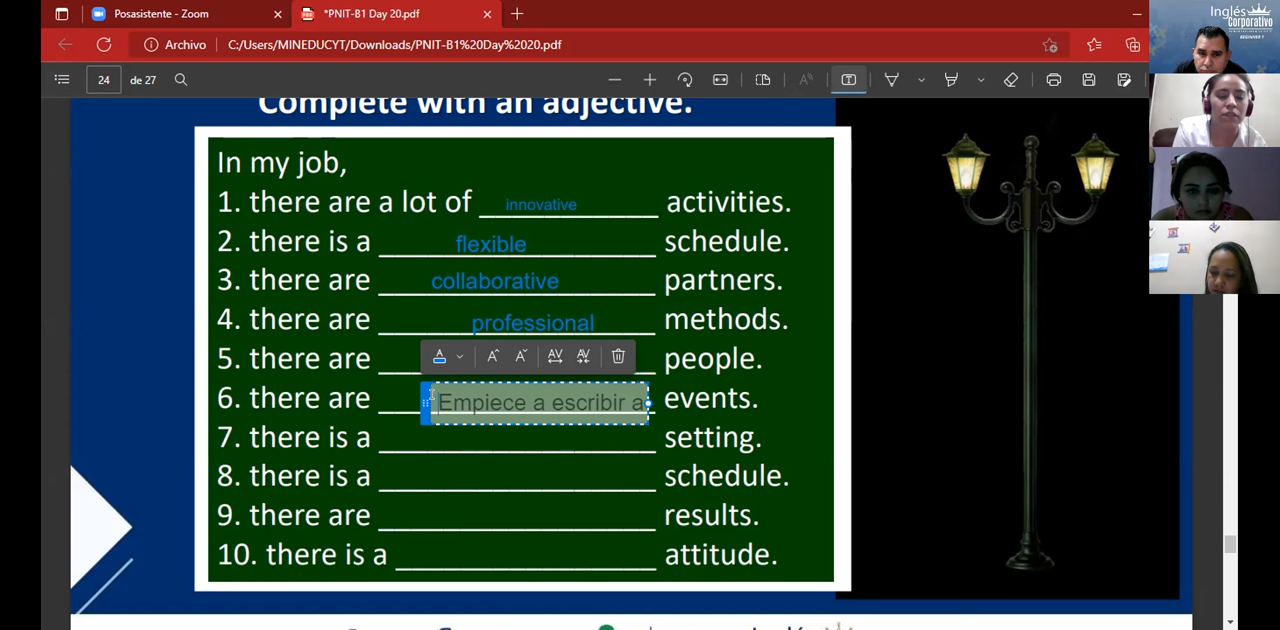 Posasistente - Zoom
*PNIT-B1 Day 20.pdf
Archivo
C:/Users/MINEDUCYT/Downloads/PNIT-B1%20Day%2020.pdf
24 de 27
Complete with an adjective.
In my job,
1. there are a lot of innovative activities.
2. there is a flexible schedule.
3. there are collaborative partners.
4. there are professional methods.
5. there are people.
6. there are Empiece a escribir a events.
7. there is a setting.
8. there is a schedule.
9. there are results.
10. there is a attitude.
Inglés
Corporativo